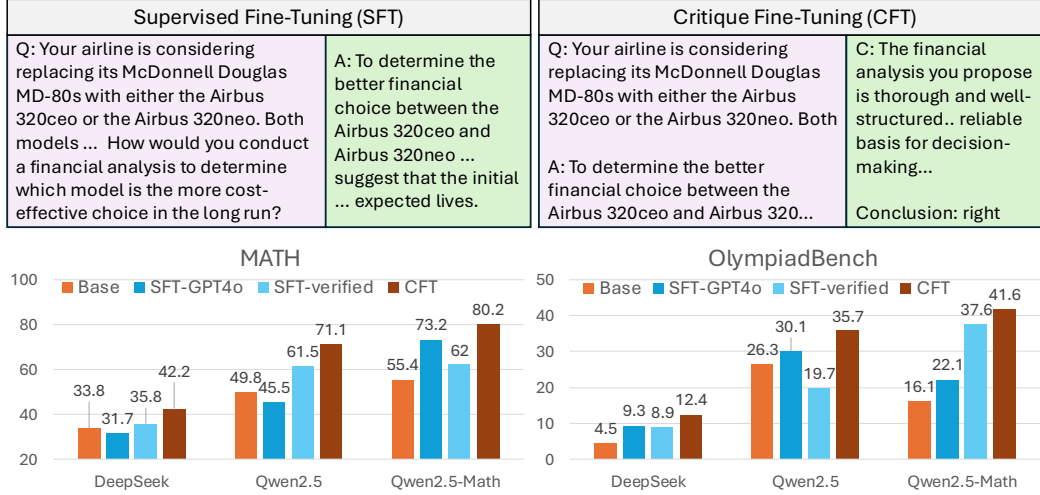 Supervised Fine-Tuning (SFT)
Q: Your airline is considering
replacing its McDonnell Douglas
MD-80s with either the Airbus
320ceo or the Airbus 320neo. Both
models ... How would you conduct
a financial analysis to determine
which model is the more cost-
effective choice in the long run?
A: To determine the
better financial
choice between the
Airbus 320ceo and
Airbus 320neo ...
suggest that the initial
... expected lives.
Critique Fine-Tuning (CFT)
Q: Your airline is considering
replacing its McDonnell Douglas
MD-80s with either the Airbus
320ceo or the Airbus 320neo. Both
A: To determine the better
financial choice between the
Airbus 320ceo and Airbus 320...
C: The financial
analysis you propose
is thorough and well-
structured.. reliable
basis for decision-
making...
Conclusion: right
MATH
100
80
60
40
20
Base SFT-GPT4o SFT-verified CFT
33.8
31.7
35.8
42.2
49.8
45.5
61.5
71.1
55.4
73.2
62
80.2
DeepSeek
Qwen2.5
Qwen2.5-Math
OlympiadBench
50
40
30
20
10
0
Base SFT-GPT4o SFT-verified CFT
4.5
9.3
8.9
12.4
26.3
30.1
19.7
35.7
16.1
22.1
37.6
41.6
DeepSeek
Qwen2.5
Qwen2.5-Math